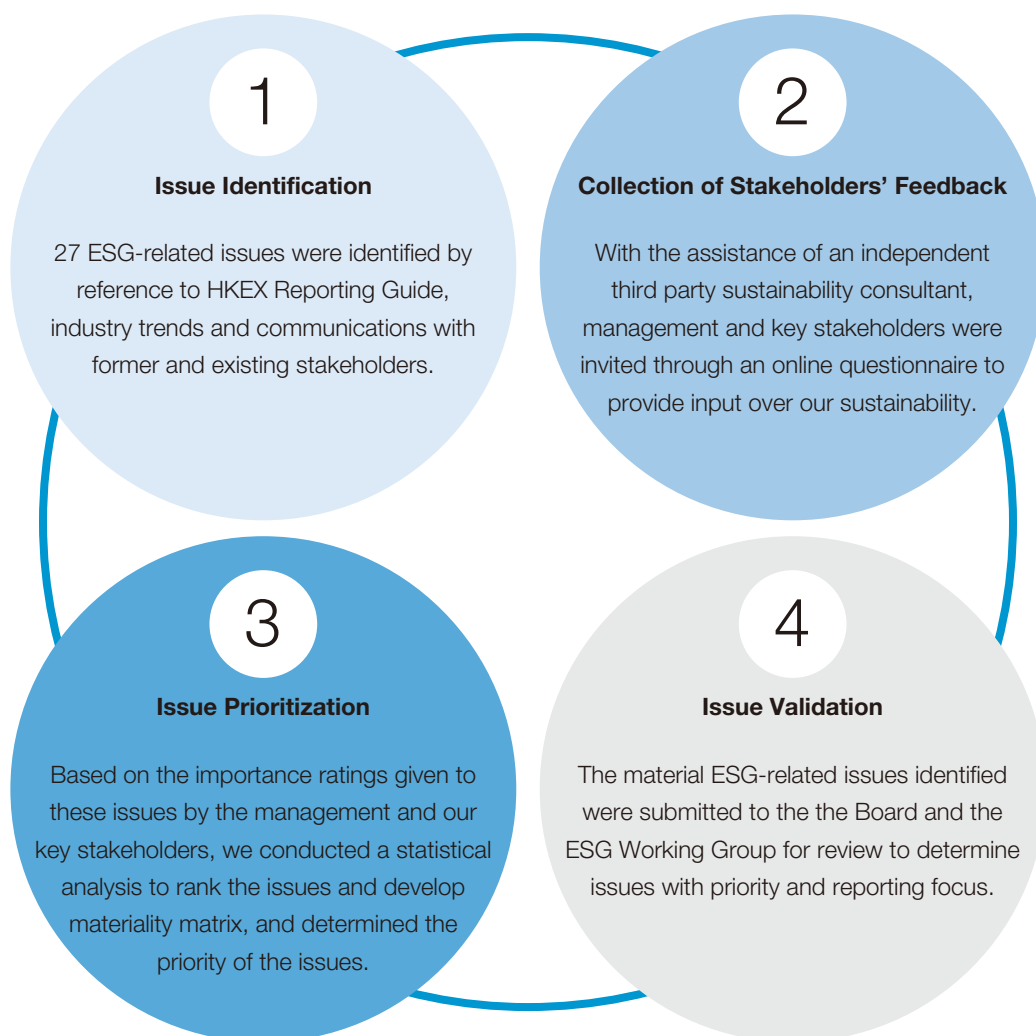 1
Issue Identification
27 ESG-related issues were identified by
reference to HKEX Reporting Guide,
industry trends and communications with
former and existing stakeholders.
2
Collection of Stakeholders’ Feedback
With the assistance of an independent
third party sustainability consultant,
management and key stakeholders were
invited through an online questionnaire to
provide input over our sustainability.
3
Issue Prioritization
Based on the importance ratings given to
these issues by the management and our
key stakeholders, we conducted a statistical
analysis to rank the issues and develop
materiality matrix, and determined the
priority of the issues.
4
Issue Validation
The material ESG-related issues identified
were submitted to the the Board and the
ESG Working Group for review to determine
issues with priority and reporting focus.